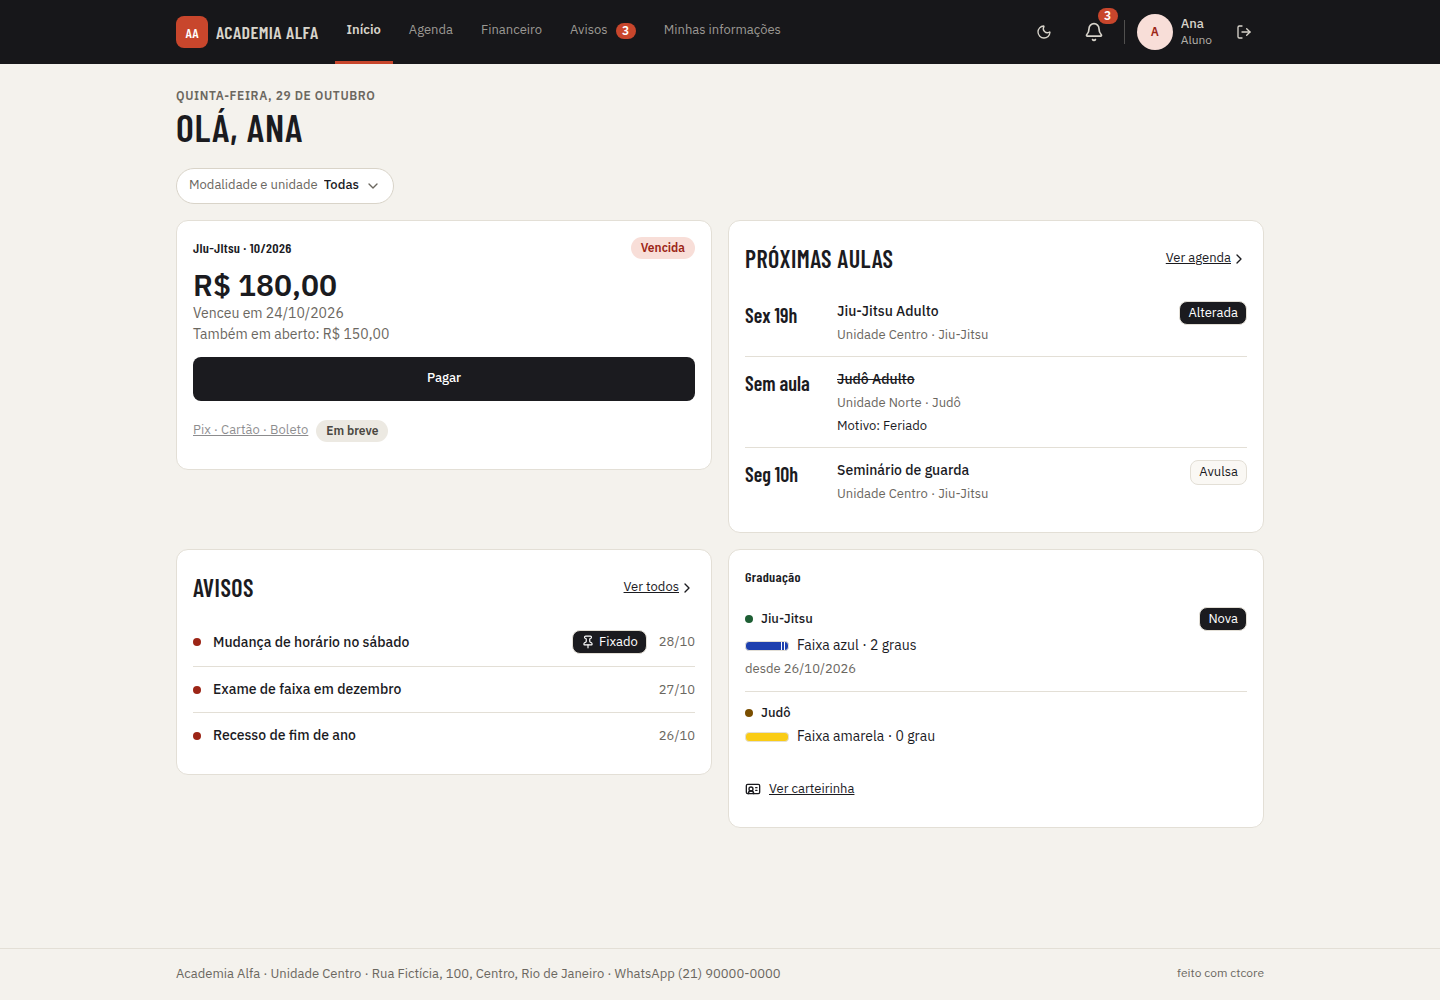 AA ACADEMIA ALFA Início Agenda Financeiro Avisos 3 Minhas informações 3 A Ana
Aluno
QUINTA-FEIRA, 29 DE OUTUBRO
OLÁ, ANA
Modalidade e unidade Todas
Jiu-Jitsu · 10/2026 Vencida
R$ 180,00
Venceu em 24/10/2026
Também em aberto: R$ 150,00
Pagar
Pix · Cartão · Boleto Em breve
PRÓXIMAS AULAS Ver agenda
Sex 19h Jiu-Jitsu Adulto Alterada
Unidade Centro · Jiu-Jitsu
Sem aula Judô Adulto
Unidade Norte · Judô
Motivo: Feriado
Seg 10h Seminário de guarda Avulsa
Unidade Centro · Jiu-Jitsu
AVISOS Ver todos
Mudança de horário no sábado Fixado 28/10
Exame de faixa em dezembro 27/10
Recesso de fim de ano 26/10
Graduação
Jiu-Jitsu Nova
Faixa azul · 2 graus
desde 26/10/2026
Judô
Faixa amarela · 0 grau
Ver carteirinha
Academia Alfa · Unidade Centro · Rua Fictícia, 100, Centro, Rio de Janeiro · WhatsApp (21) 90000-0000 feito com ctcore